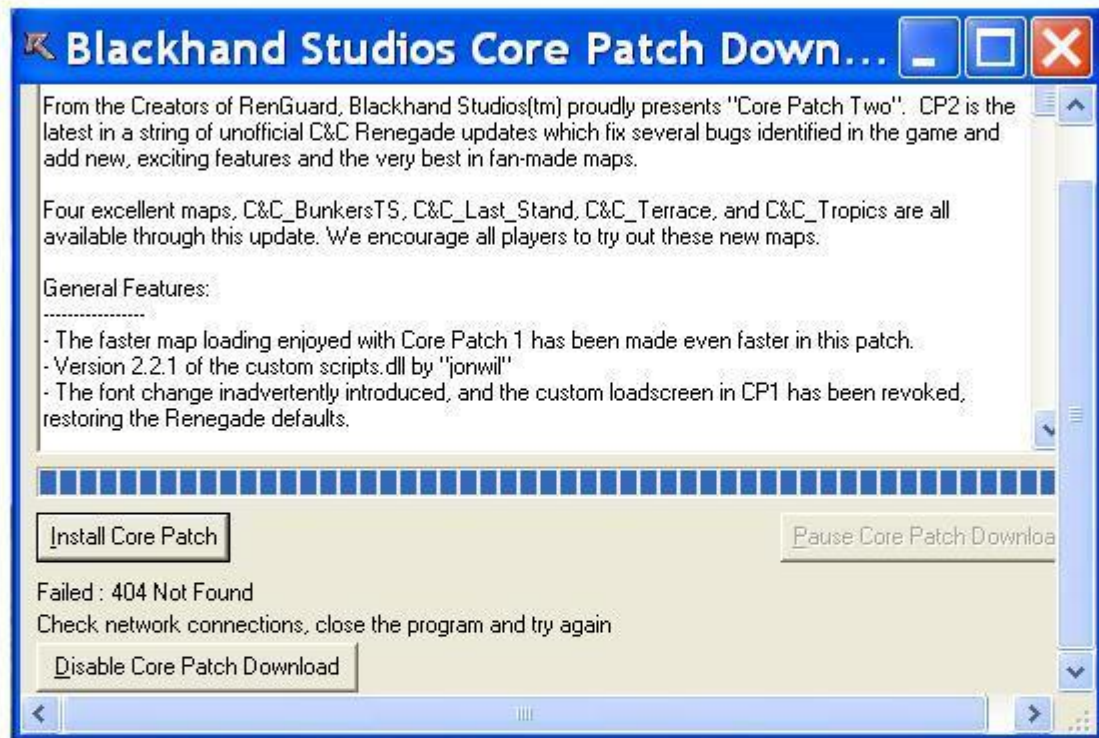 Blackhand Studios Core Patch Down...
From the Creators of RenGuard, Blackhand Studios(tm) proudly presents "Core Patch Two".  CP2 is the
latest in a string of unofficial C&C Renegade updates which fix several bugs identified in the game and
add new, exciting features and the very best in fan-made maps.
Four excellent maps, C&C_BunkersTS, C&C_Last_Stand, C&C_Terrace, and C&C_Tropics are all
available through this update. We encourage all players to try out these new maps.
General Features:
-----------------
- The faster map loading enjoyed with Core Patch 1 has been made even faster in this patch.
- Version 2.2.1 of the custom scripts.dll by "jonwil"
- The font change inadvertently introduced, and the custom loadscreen in CP1 has been revoked,
restoring the Renegade defaults.
Install Core Patch
Pause Core Patch Downloa
Failed : 404 Not Found
Check network connections, close the program and try again
Disable Core Patch Download